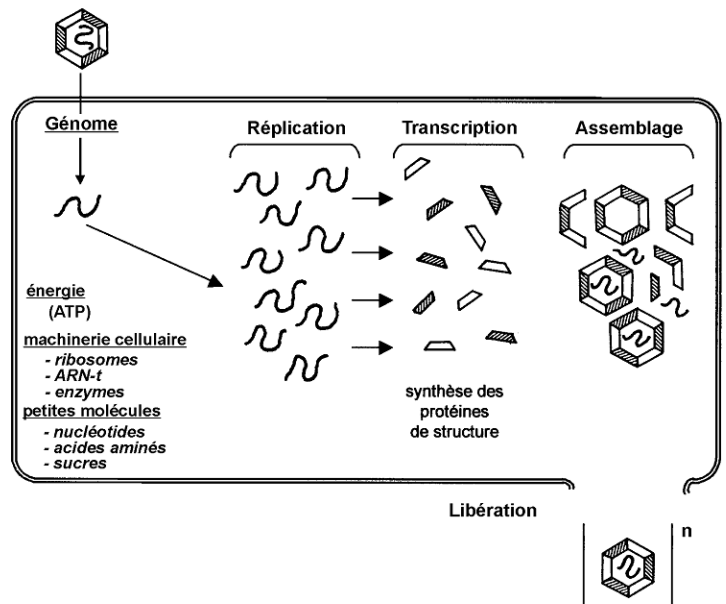 Génome
Réplication
Transcription
Assemblage
énergie
(ATP)
machinerie cellulaire
- ribosomes
- ARN-t
- enzymes
petites molécules
- nucléotides
- acides aminés
- sucres
synthèse des
protéines
de structure
Libération
n